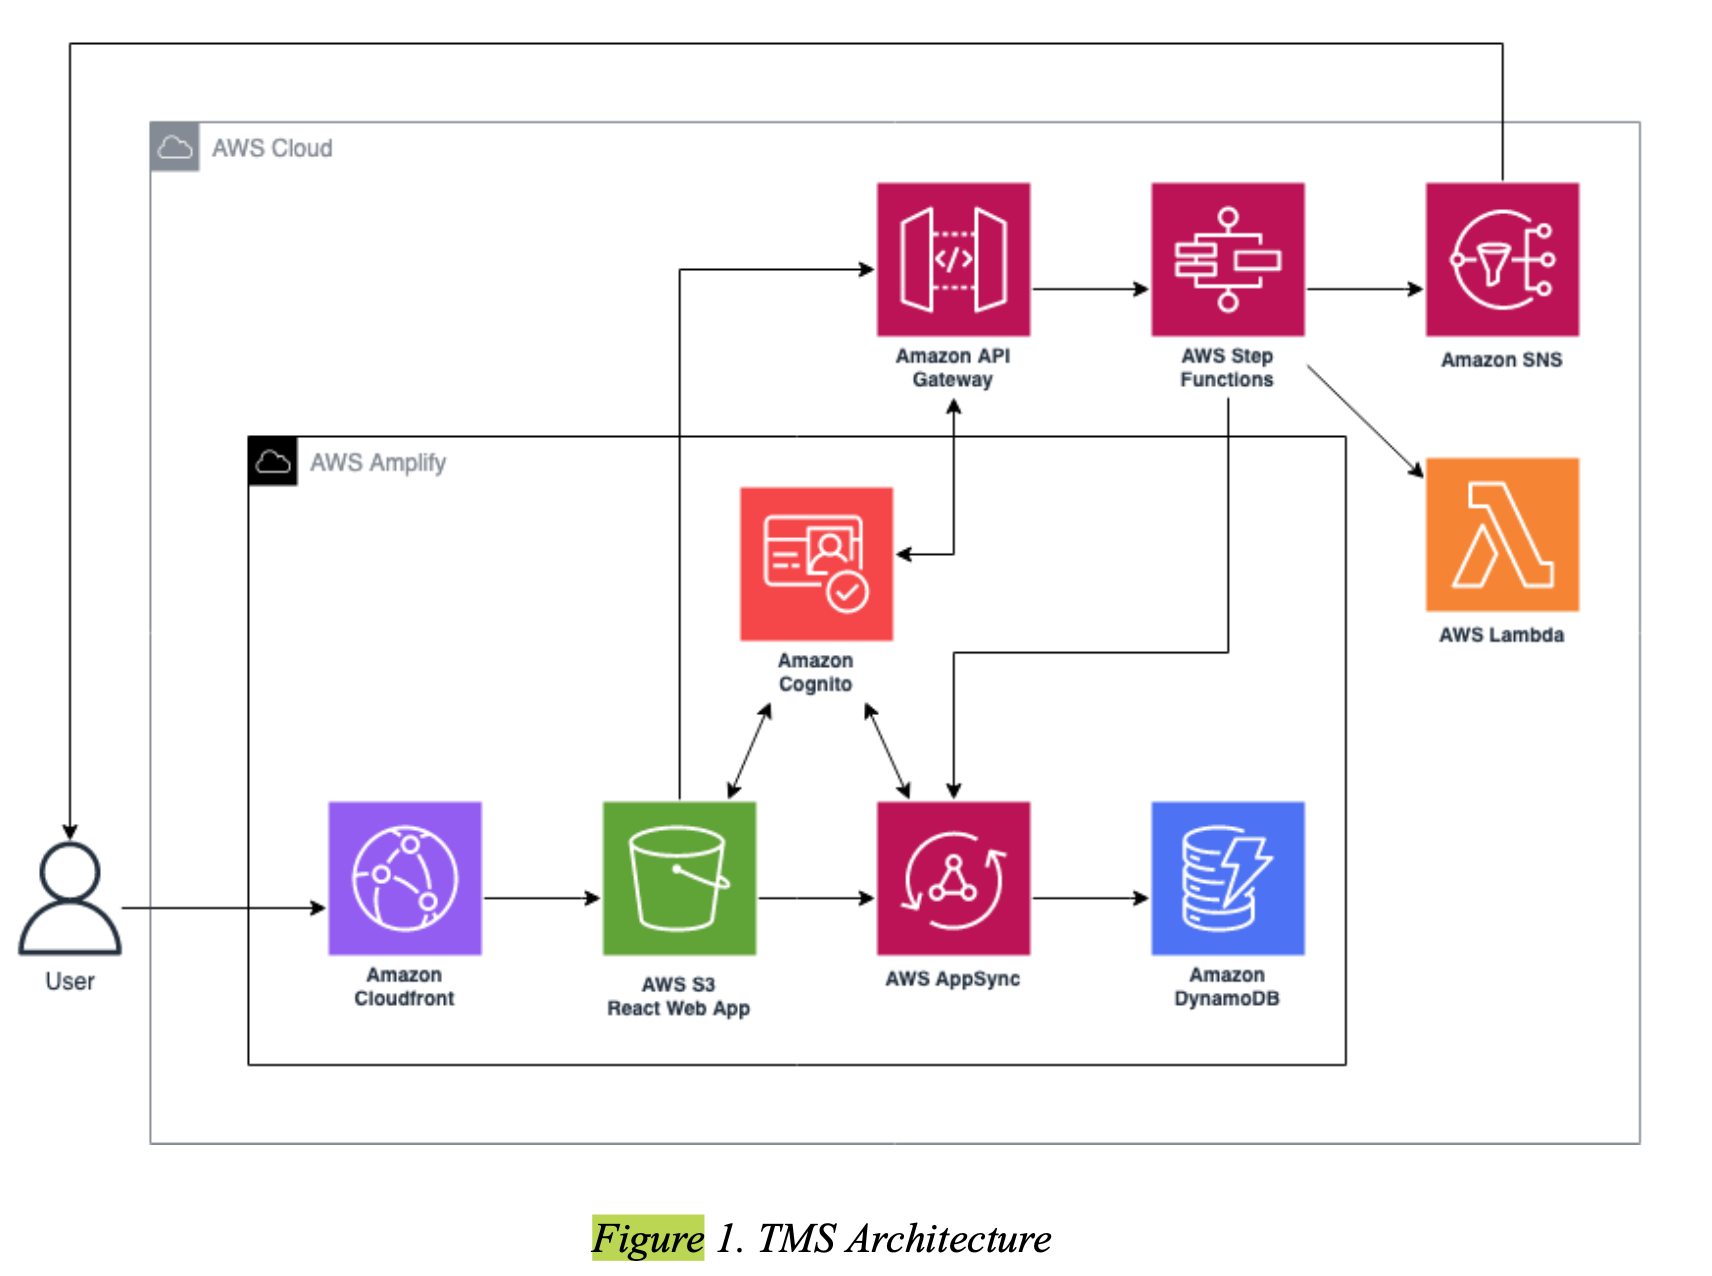 AWS Cloud
Amazon API
Gateway
</>
AWS Step
Functions
Amazon SNS
AWS Amplify
Amazon
Cognito
AWS Lambda
User
Amazon
Cloudfront
AWS S3
React Web App
AWS AppSync
Amazon
DynamoDB
Figure 1. TMS Architecture